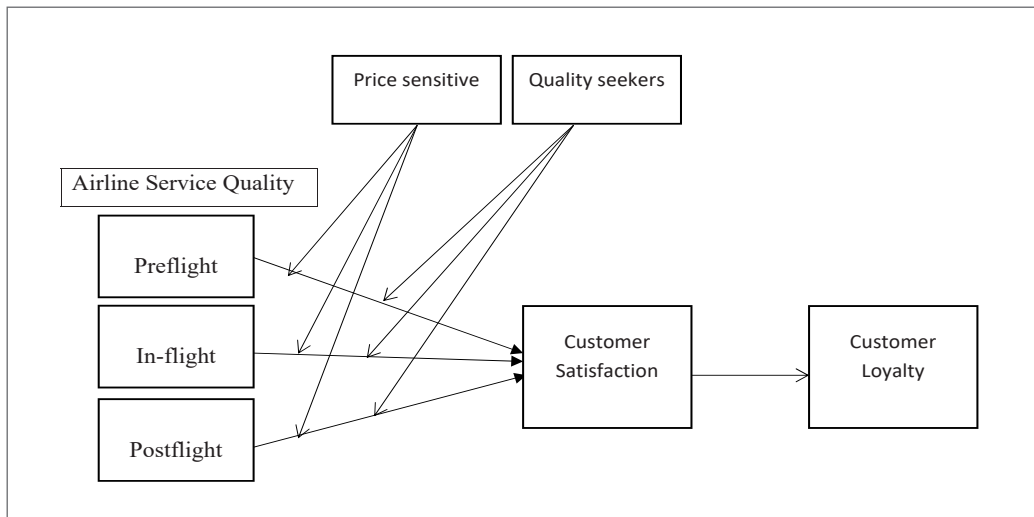 Price sensitive
Quality seekers
Airline Service Quality
Preflight
In-flight
Postflight
Customer
Satisfaction
Customer
Loyalty